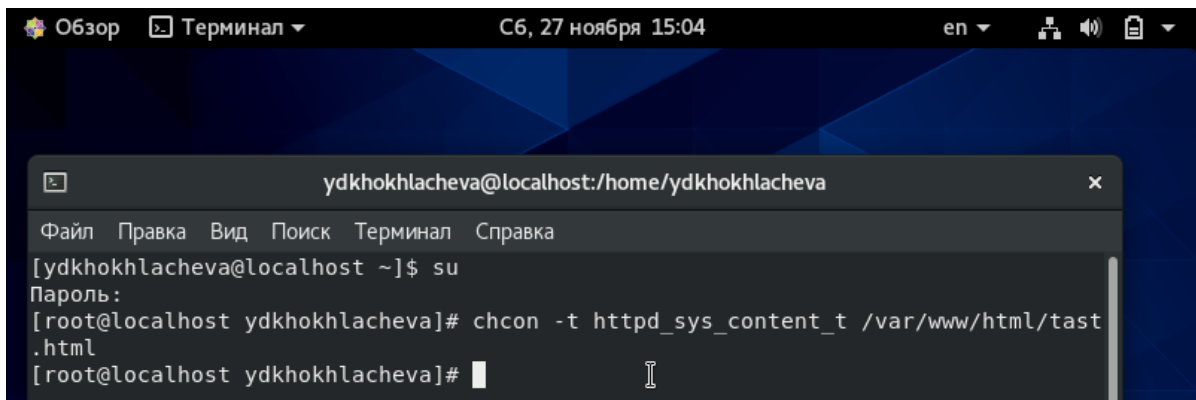 Обзор Терминал Сб, 27 ноября 15:04 en
ydkhokhlacheva@localhost:/home/ydkhokhlacheva ×
Файл Правка Вид Поиск Терминал Справка
[ydkhokhlacheva@localhost ~]$ su
Пароль:
[root@localhost ydkhokhlacheva]# chcon -t httpd_sys_content_t /var/www/html/tast
.html
[root@localhost ydkhokhlacheva]#